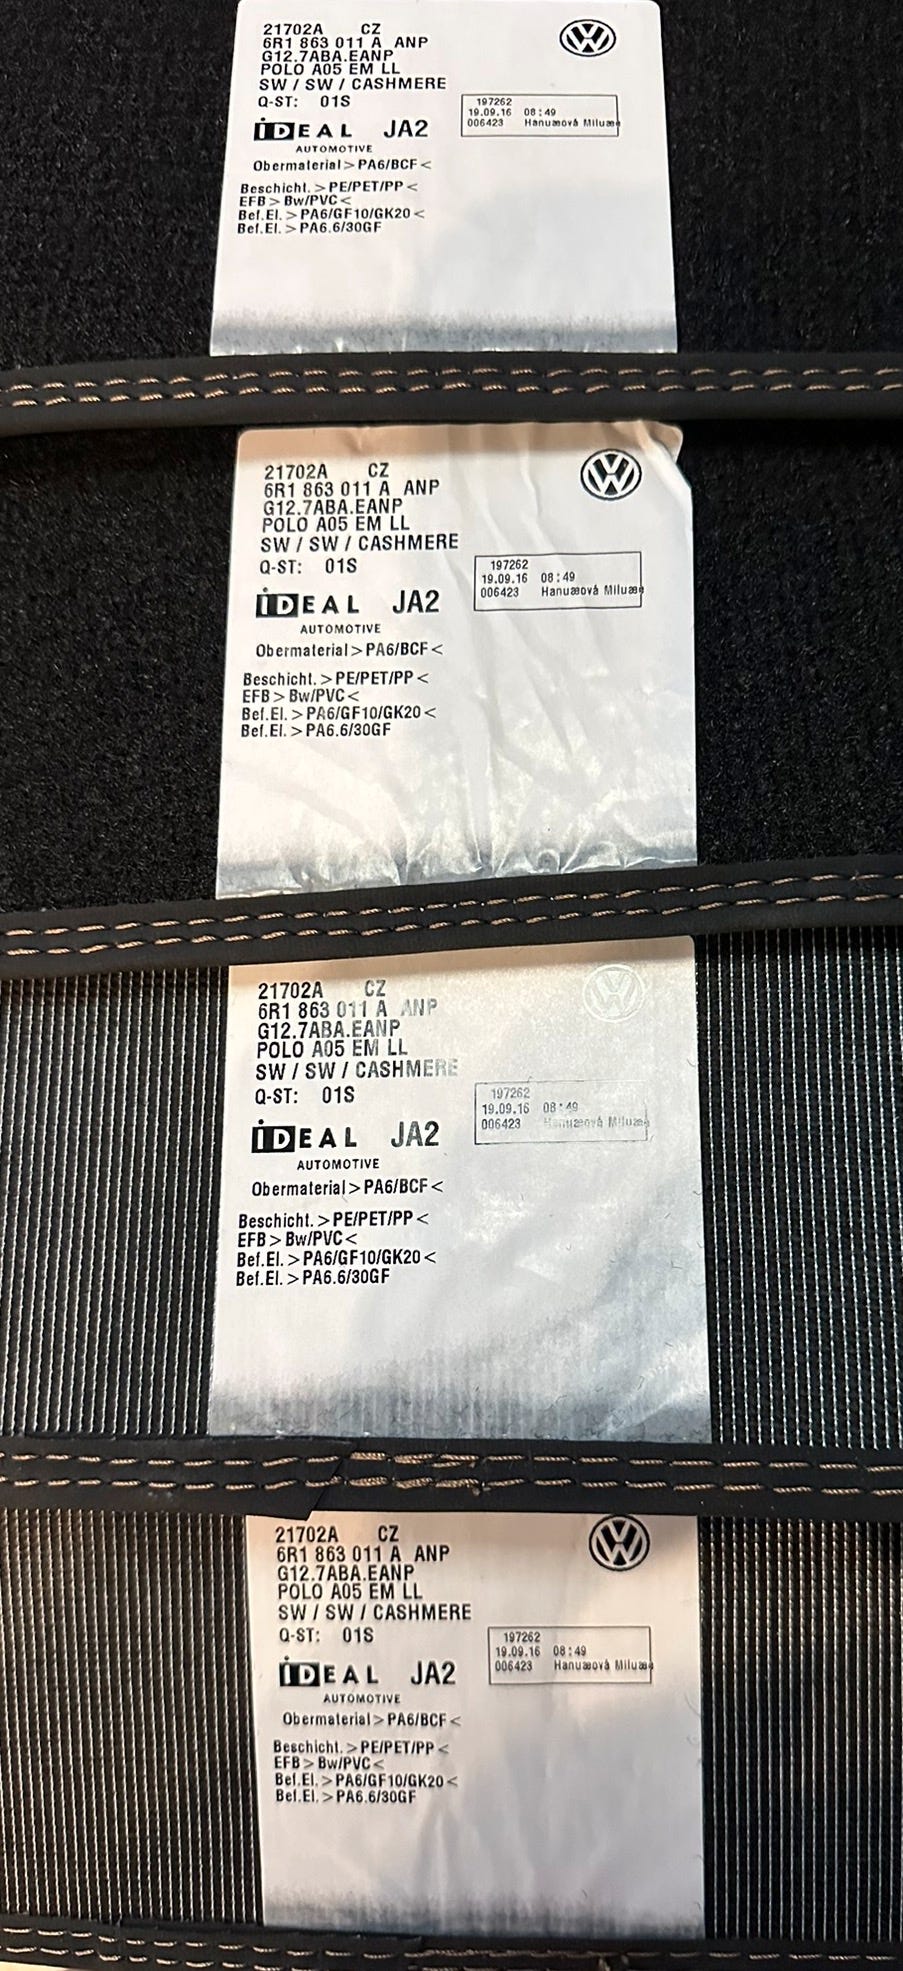 21702A CZ
6R1 863 011 A ANP
G12.7ABA.EANP
POLO A05 EM LL
SW / SW / CASHMERE
Q-ST: 01S
197262
19.09.16 08:49
006423 Hanuæová Miluæe
iDEAL JA2
AUTOMOTIVE
Obermaterial > PA6/BCF <
Beschicht. > PE/PET/PP <
EFB > Bw/PVC <
Bef.El. > PA6/GF10/GK20 <
Bef.El. > PA6.6/30GF
21702A CZ
6R1 863 011 A ANP
G12.7ABA.EANP
POLO A05 EM LL
SW / SW / CASHMERE
Q-ST: 01S
197262
19.09.16 08:49
006423 Hanuæová Miluæe
iDEAL JA2
AUTOMOTIVE
Obermaterial > PA6/BCF <
Beschicht. > PE/PET/PP <
EFB > Bw/PVC <
Bef.El. > PA6/GF10/GK20 <
Bef.El. > PA6.6/30GF
21702A CZ
6R1 863 011 A ANP
G12.7ABA.EANP
POLO A05 EM LL
SW / SW / CASHMERE
Q-ST: 01S
197262
19.09.16 08:49
006423 Hanuæová Miluæe
iDEAL JA2
AUTOMOTIVE
Obermaterial > PA6/BCF <
Beschicht. > PE/PET/PP <
EFB > Bw/PVC <
Bef.El. > PA6/GF10/GK20 <
Bef.El. > PA6.6/30GF
21702A CZ
6R1 863 011 A ANP
G12.7ABA.EANP
POLO A05 EM LL
SW / SW / CASHMERE
Q-ST: 01S
197262
19.09.16 08:49
006423 Hanuæová Miluæe
iDEAL JA2
AUTOMOTIVE
Obermaterial > PA6/BCF <
Beschicht. > PE/PET/PP <
EFB > Bw/PVC <
Bef.El. > PA6/GF10/GK20 <
Bef.El. > PA6.6/30GF